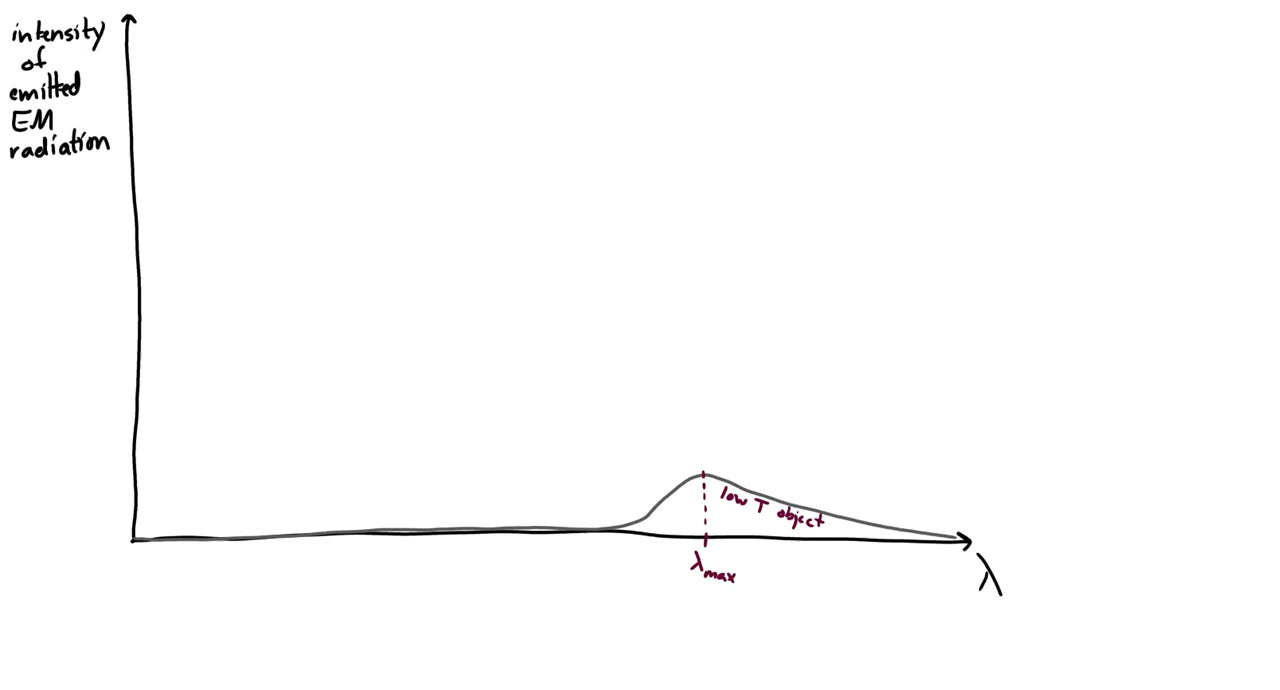 intensity
of
emitted
EM
radiation
low T object
λmax
λ